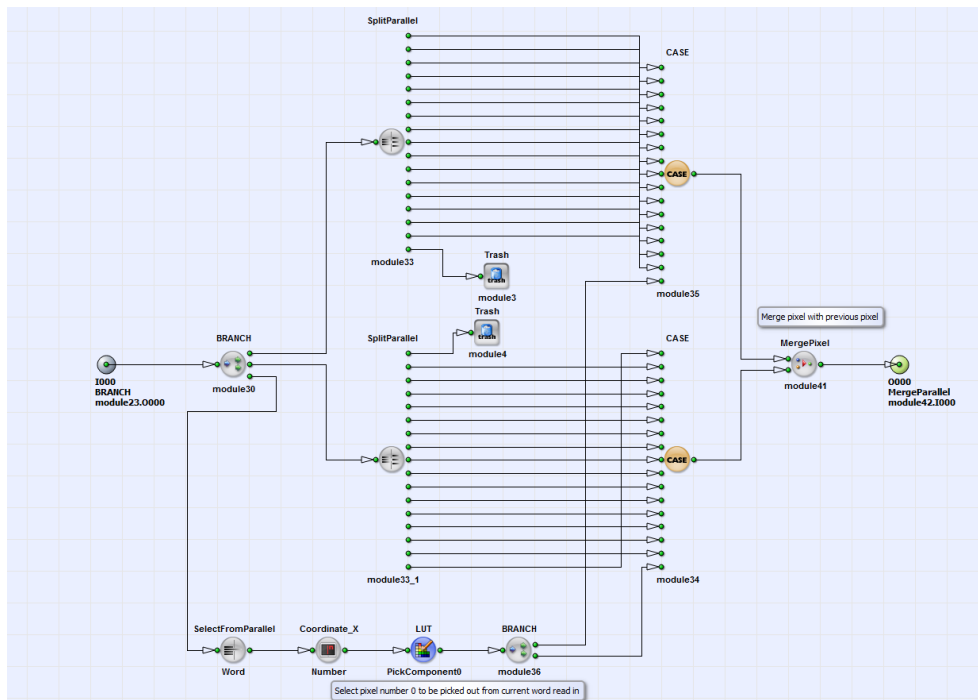 SplitParallel
CASE
CASE
module33
Trash
trash
module3
module35
Trash
trash
module4
Merge pixel with previous pixel
BRANCH
SplitParallel
CASE
MergePixel
I000
BRANCH
module23.O000
module30
module41
O000
MergeParallel
module42.I000
CASE
module33_1
module34
SelectFromParallel
Coordinate_X
LUT
BRANCH
Word
Number
PickComponent0
module36
Select pixel number 0 to be picked out from current word read in